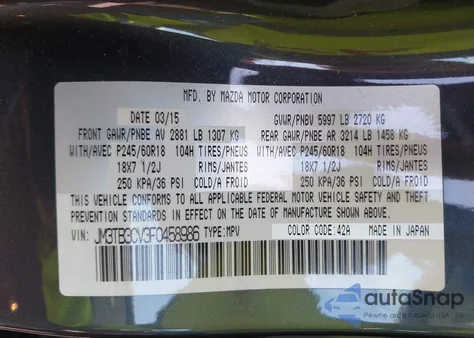 MFD. BY MAZDA MOTOR CORPORATION
DATE 03/15 GVWR/PNBV 5997 LB 2720 KG
FRONT GAWR/PNBE AV 2881 LB 1307 KG REAR GAWR/PNBE AR 3214 LB 1458 KG
WITH/AVEC P245/60R18 104H TIRES/PNEUS WITH/AVEC P245/60R18 104H TIRES/PNEUS
18X7 1/2J RIMS/JANTES 18X7 1/2J RIMS/JANTES
250 KPA/36 PSI COLD/A FROID 250 KPA/36 PSI COLD/A FROID
THIS VEHICLE CONFORMS TO ALL APPLICABLE FEDERAL MOTOR VEHICLE SAFETY AND THEFT PREVENTION
STANDARDS IN EFFECT ON THE DATE OF MANUFACTURE SHOWN ABOVE.
VIN: JM3TB3CV3F0458986 TYPE:MPV COLOR CODE:42A MADE IN JAPAN
autoSnap
Pewne auto z Kanady, USA i EU